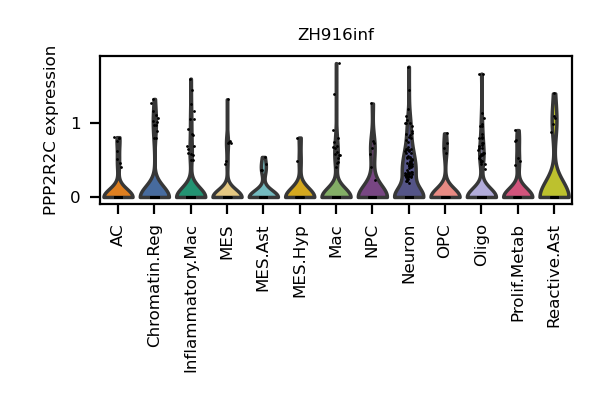 ZH916inf
PPP2R2C expression
1
0
AC
Chromatin.Reg
Inflammatory.Mac
MES
MES.Ast
MES.Hyp
Mac
NPC
Neuron
OPC
Oligo
Prolif.Metab
Reactive.Ast